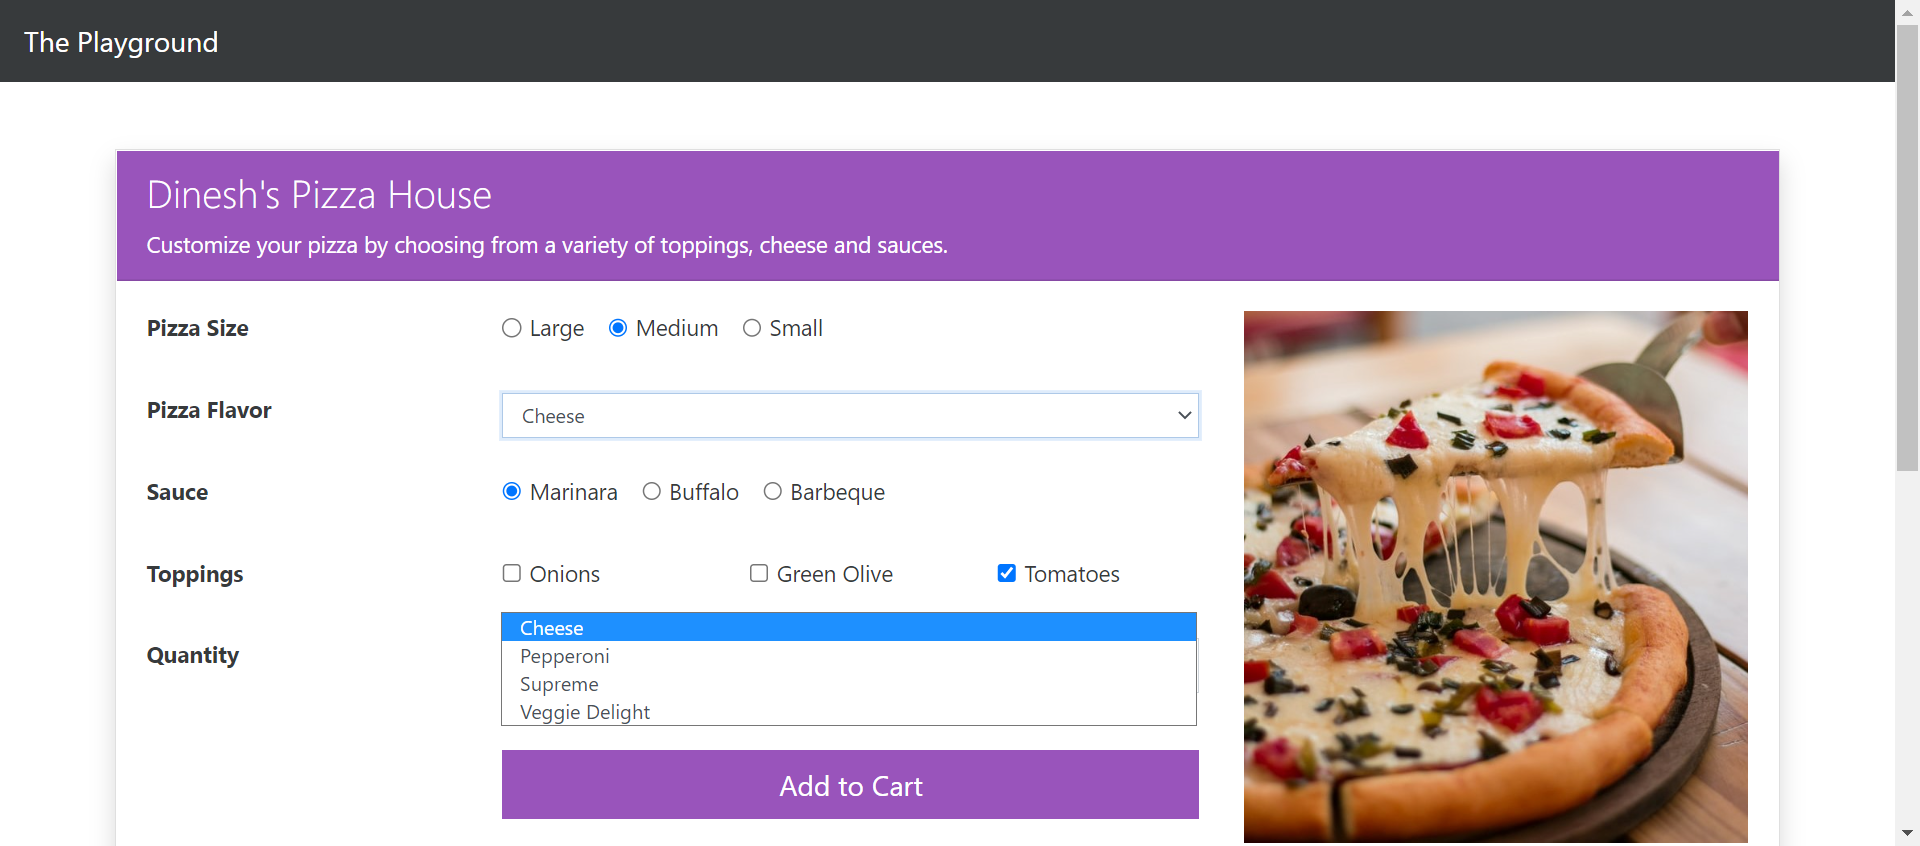 The Playground
Dinesh's Pizza House
Customize your pizza by choosing from a variety of toppings, cheese and sauces.
Pizza Size
Large
Medium
Small
Pizza Flavor
Cheese
Sauce
Marinara
Buffalo
Barbeque
Toppings
Onions
Green Olive
Tomatoes
Quantity
Cheese
Pepperoni
Supreme
Veggie Delight
Add to Cart